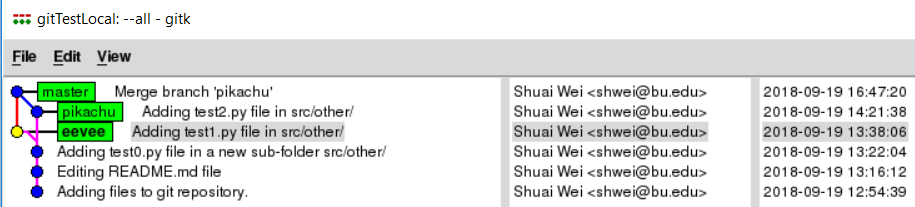 gitTestLocal: --all - gitk
File Edit View
master Merge branch 'pikachu' Shuai Wei <shwei@bu.edu> 2018-09-19 16:47:20
pikachu Adding test2.py file in src/other/ Shuai Wei <shwei@bu.edu> 2018-09-19 14:21:38
eevee Adding test1.py file in src/other/ Shuai Wei <shwei@bu.edu> 2018-09-19 13:38:06
Adding test0.py file in a new sub-folder src/other/ Shuai Wei <shwei@bu.edu> 2018-09-19 13:22:04
Editing README.md file Shuai Wei <shwei@bu.edu> 2018-09-19 13:16:12
Adding files to git repository. Shuai Wei <shwei@bu.edu> 2018-09-19 12:54:39